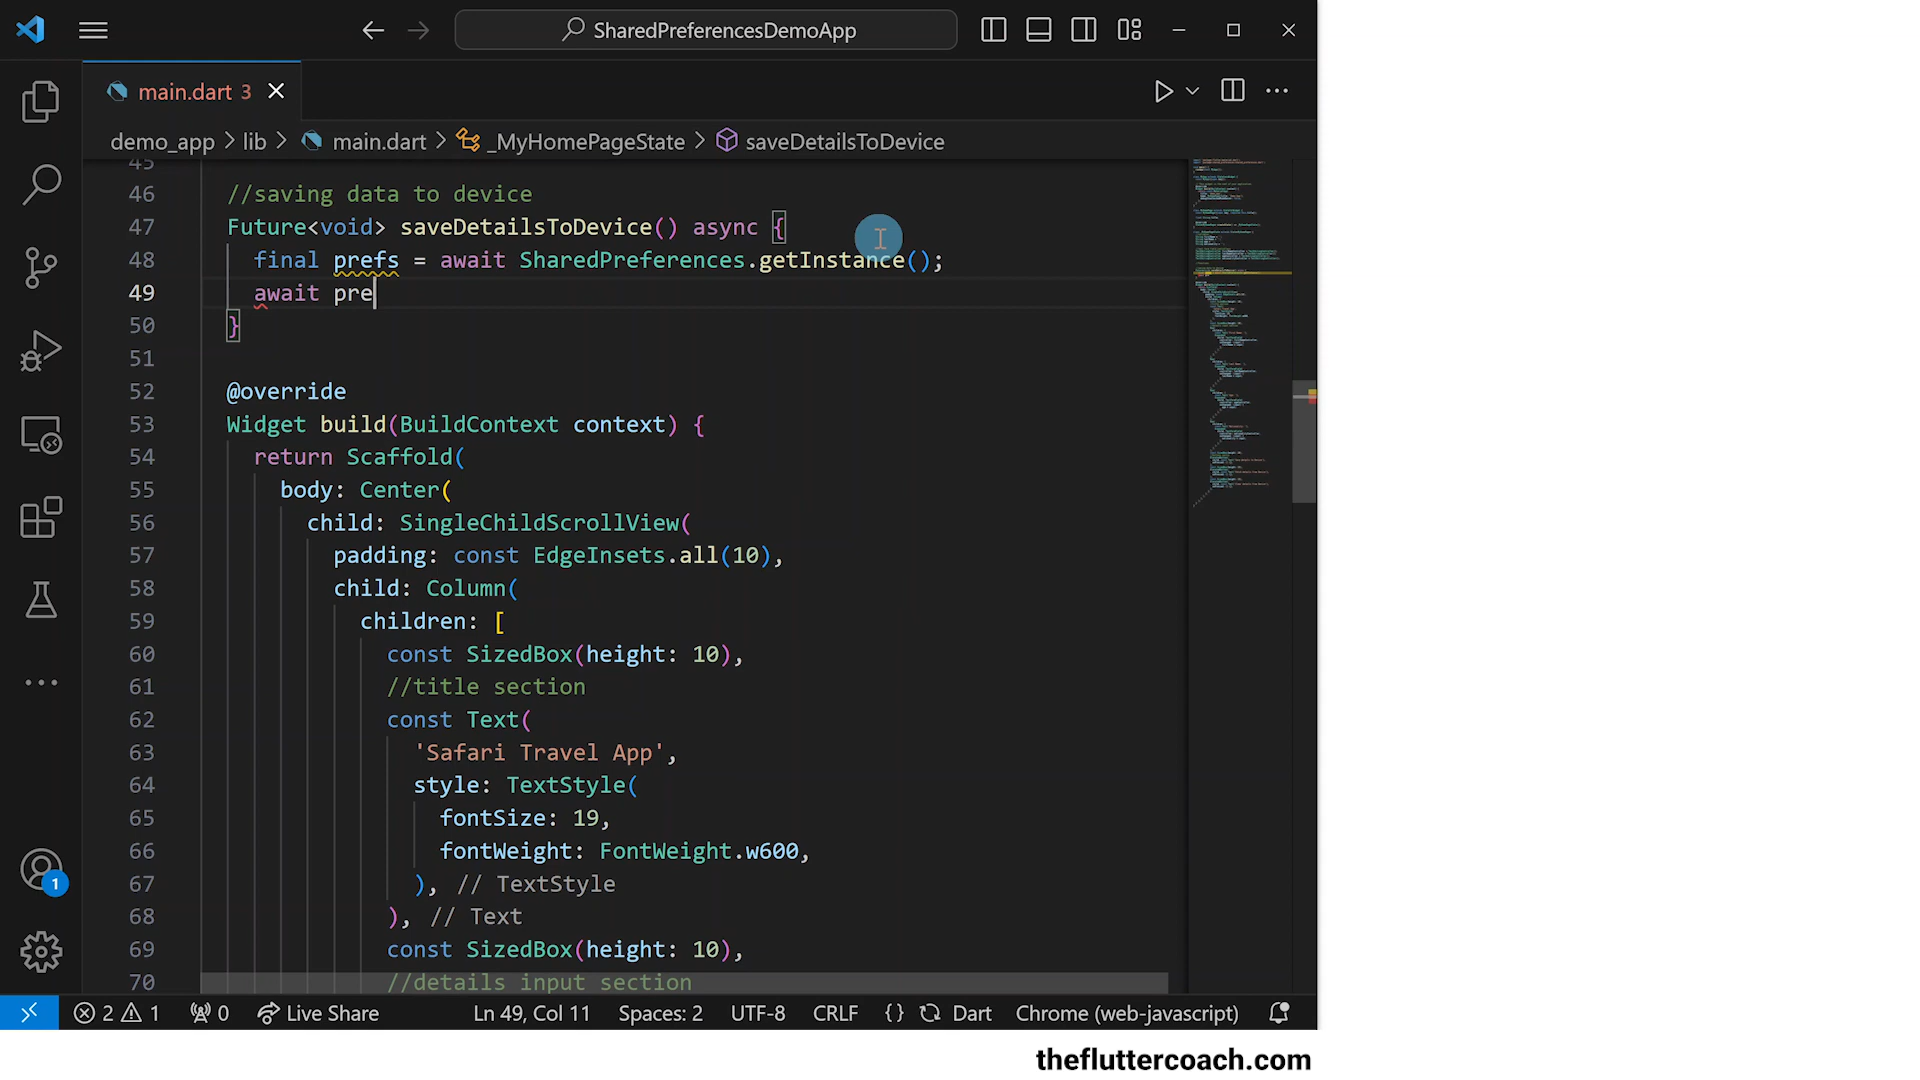 SharedPreferencesDemoApp
main.dart 3
demo_app > lib > main.dart > _MyHomePageState > saveDetailsToDevice
45
46 //saving data to device
47 Future<void> saveDetailsToDevice() async {
48 final prefs = await SharedPreferences.getInstance();
49 await pre
50 }
51
52 @override
53 Widget build(BuildContext context) {
54 return Scaffold(
55 body: Center(
56 child: SingleChildScrollView(
57 padding: const EdgeInsets.all(10),
58 child: Column(
59 children: [
60 const SizedBox(height: 10),
61 //title section
62 const Text(
63 'Safari Travel App',
64 style: TextStyle(
65 fontSize: 19,
66 fontWeight: FontWeight.w600,
67 ), // TextStyle
68 ), // Text
69 const SizedBox(height: 10),
70 //details input section
1
2 1 0 Live Share Ln 49, Col 11 Spaces: 2 UTF-8 CRLF {} Dart Chrome (web-javascript)
thefluttercoach.com